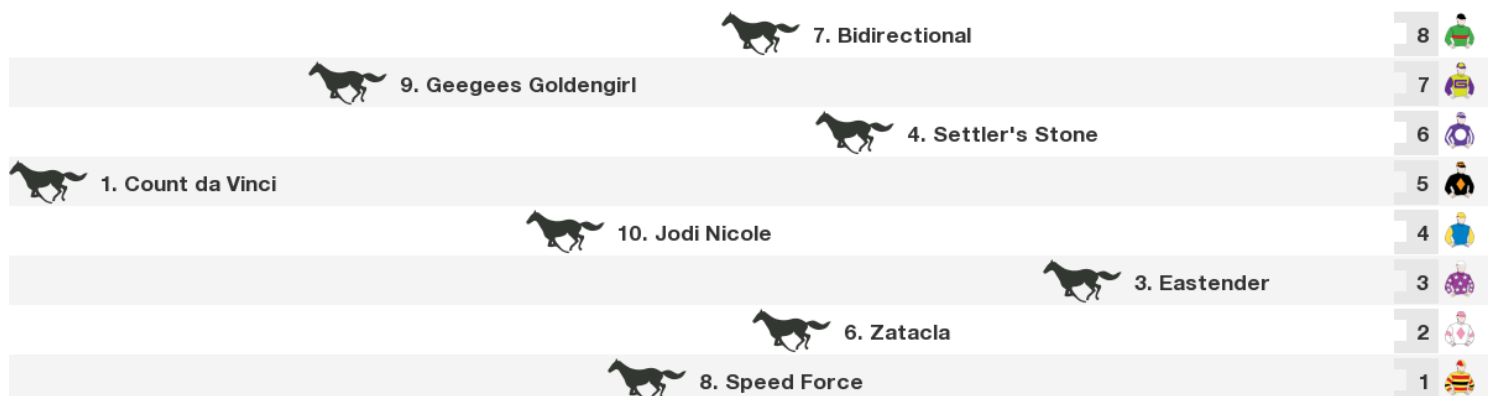 7. Bidirectional 8
9. Geegees Goldengirl 7 G
4. Settler's Stone 6
1. Count da Vinci 5
10. Jodi Nicole 4
3. Eastender 3
6. Zatacla 2
8. Speed Force 1